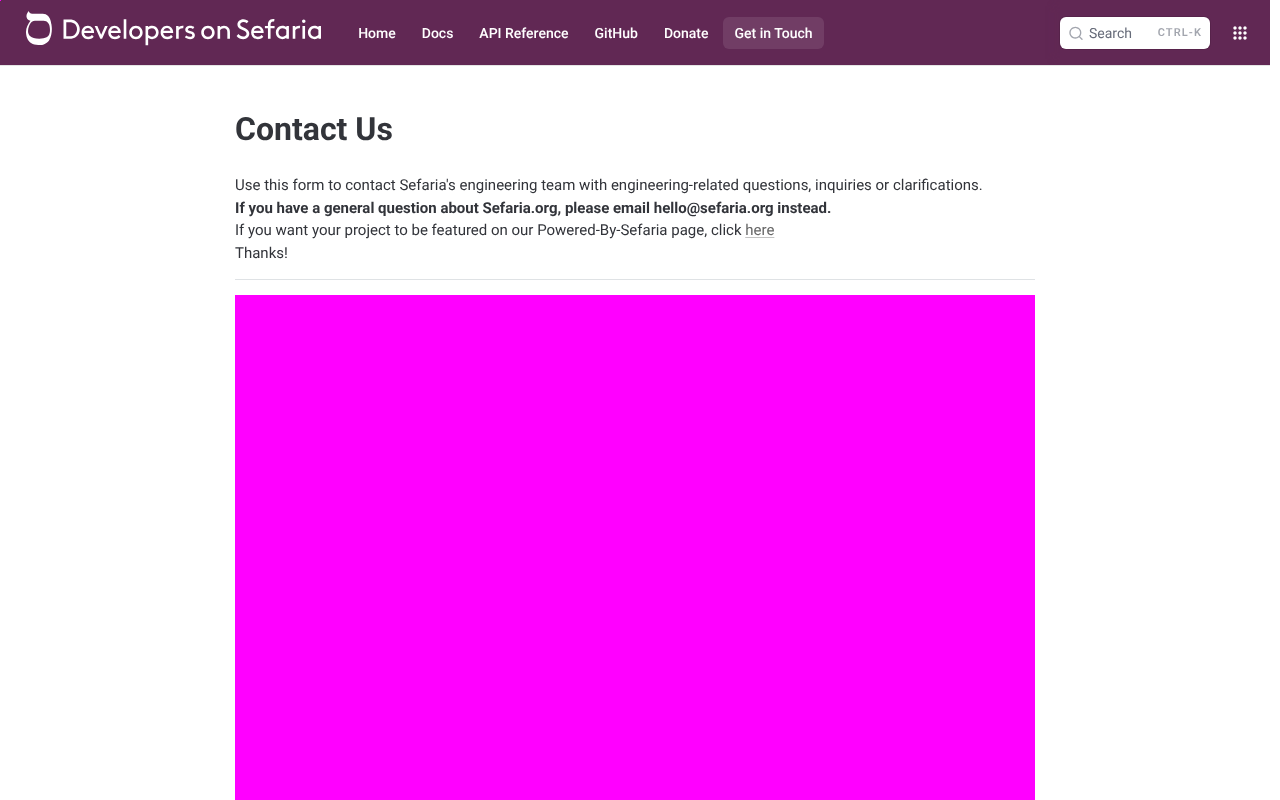 Developers on Sefaria
Home Docs API Reference GitHub Donate Get in Touch
Search CTRL-K
Contact Us
Use this form to contact Sefaria's engineering team with engineering-related questions, inquiries or clarifications.
If you have a general question about Sefaria.org, please email hello@sefaria.org instead.
If you want your project to be featured on our Powered-By-Sefaria page, click here
Thanks!